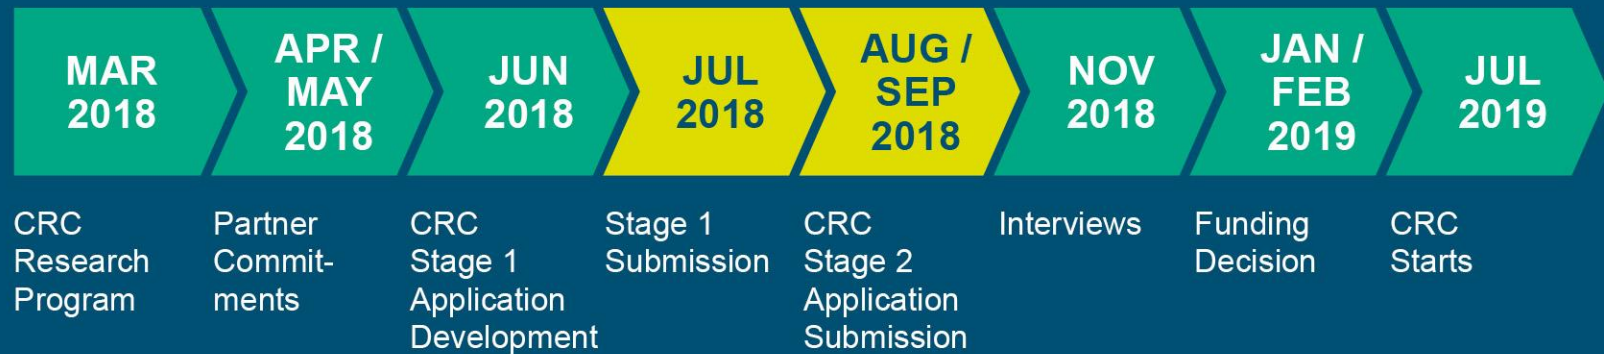 MAR
2018
APR /
MAY
2018
JUN
2018
JUL
2018
AUG /
SEP
2018
NOV
2018
JAN /
FEB
2019
JUL
2019
CRC
Research
Program
Partner
Commit-
ments
CRC
Stage 1
Application
Development
Stage 1
Submission
CRC
Stage 2
Application
Submission
Interviews
Funding
Decision
CRC
Starts